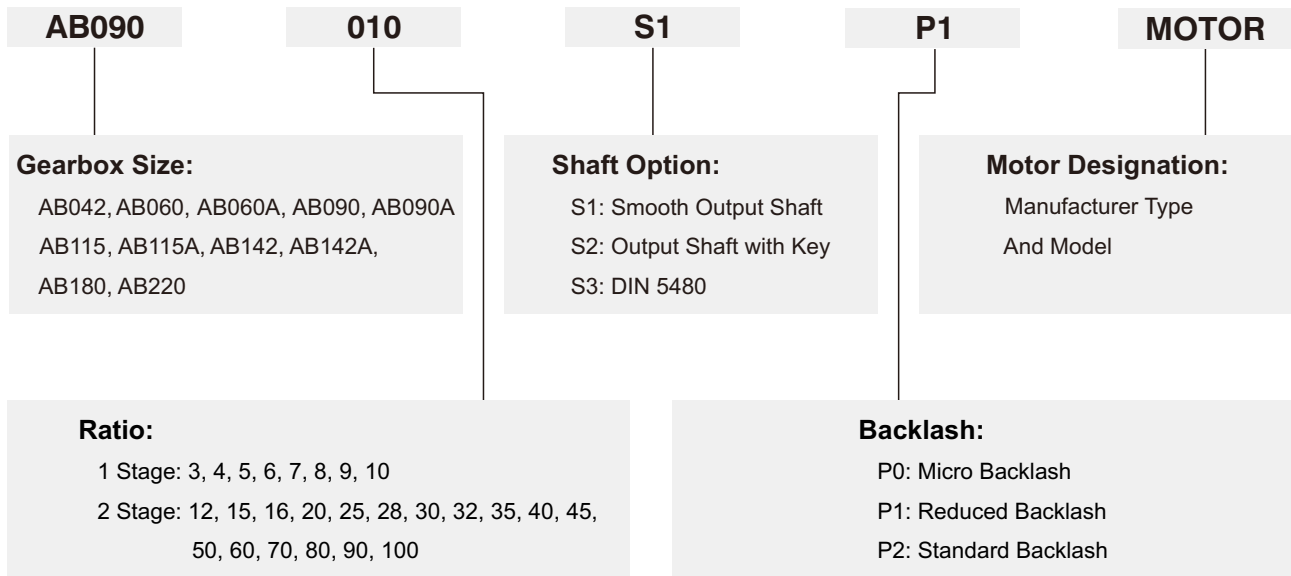 AB090 010 S1 P1 MOTOR
Gearbox Size:
AB042, AB060, AB060A, AB090, AB090A
AB115, AB115A, AB142, AB142A,
AB180, AB220
Shaft Option:
S1: Smooth Output Shaft
S2: Output Shaft with Key
S3: DIN 5480
Motor Designation:
Manufacturer Type
And Model
Ratio:
1 Stage: 3, 4, 5, 6, 7, 8, 9, 10
2 Stage: 12, 15, 16, 20, 25, 28, 30, 32, 35, 40, 45,
50, 60, 70, 80, 90, 100
Backlash:
P0: Micro Backlash
P1: Reduced Backlash
P2: Standard Backlash